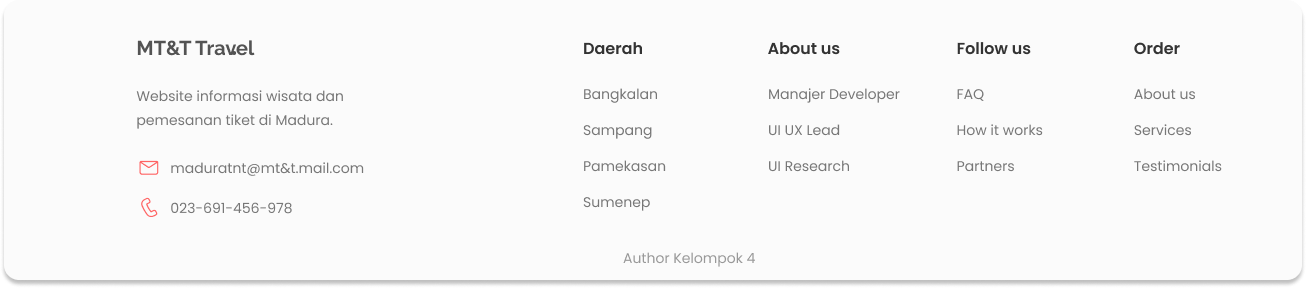 MT&T Travel
Website informasi wisata dan
pemesanan tiket di Madura.
maduratnt@mt&t.mail.com
023-691-456-978
Daerah
Bangkalan
Sampang
Pamekasan
Sumenep
About us
Manajer Developer
UI UX Lead
UI Research
Follow us
FAQ
How it works
Partners
Order
About us
Services
Testimonials
Author Kelompok 4